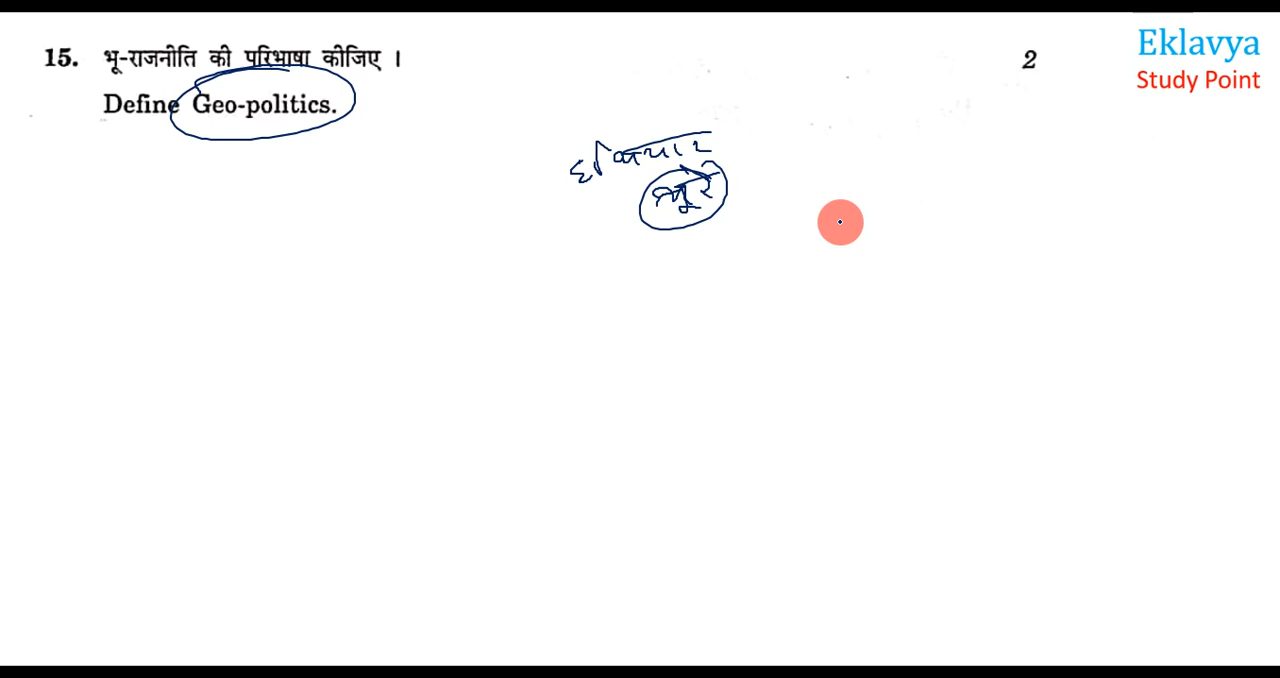 15. भू-राजनीति की परिभाषा कीजिए । 2
Define Geo-politics.
Eklavya
Study Point